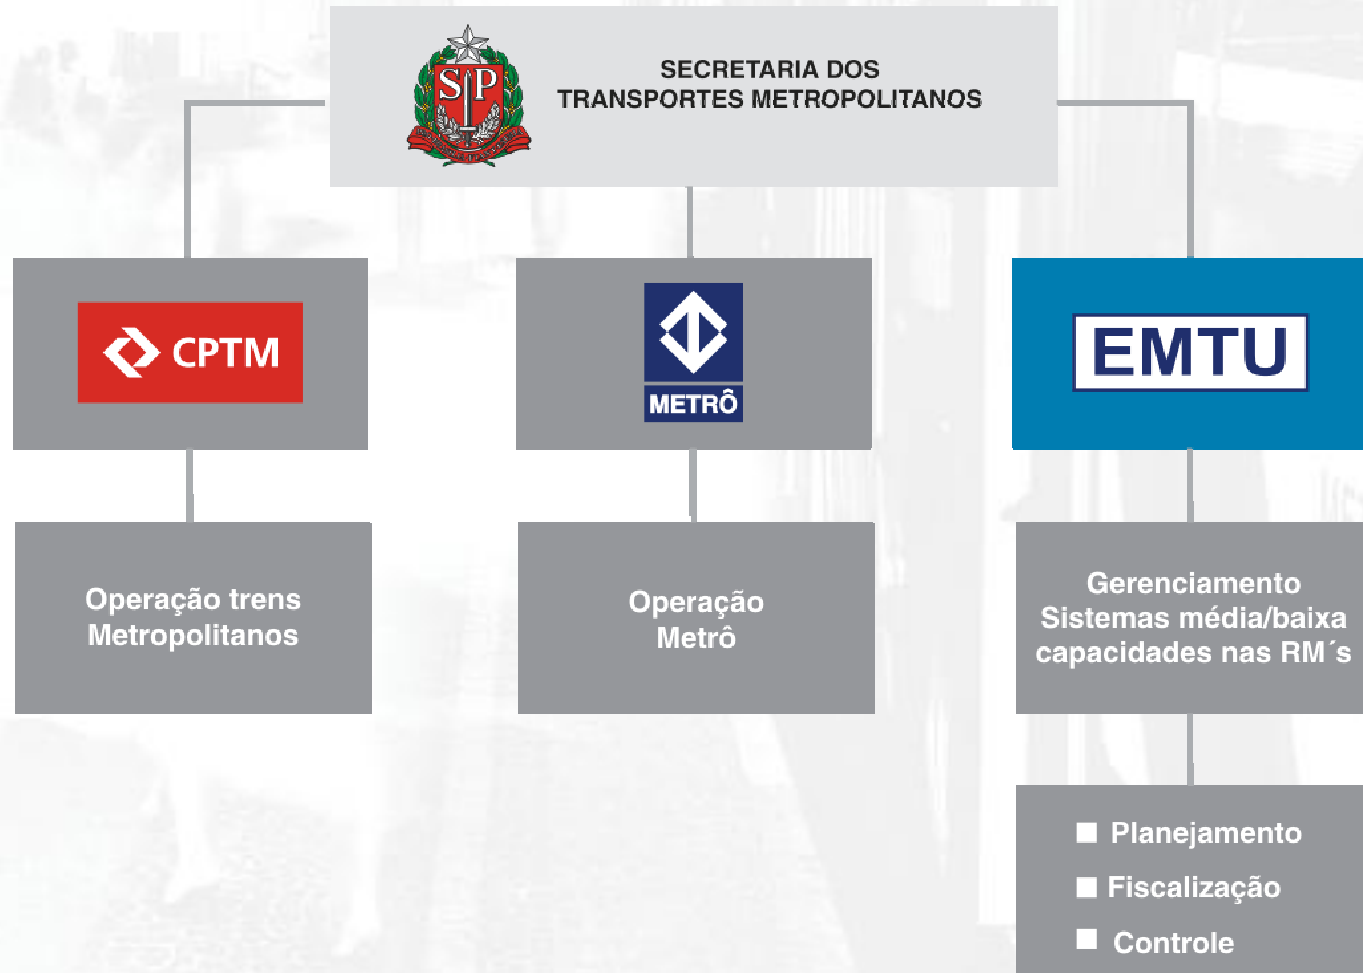 SP
SECRETARIA DOS
TRANSPORTES METROPOLITANOS
CPTM
METRÔ
EMTU
Operação trens
Metropolitanos
Operação
Metrô
Gerenciamento
Sistemas média/baixa
capacidades nas RM´s
Planejamento
Fiscalização
Controle